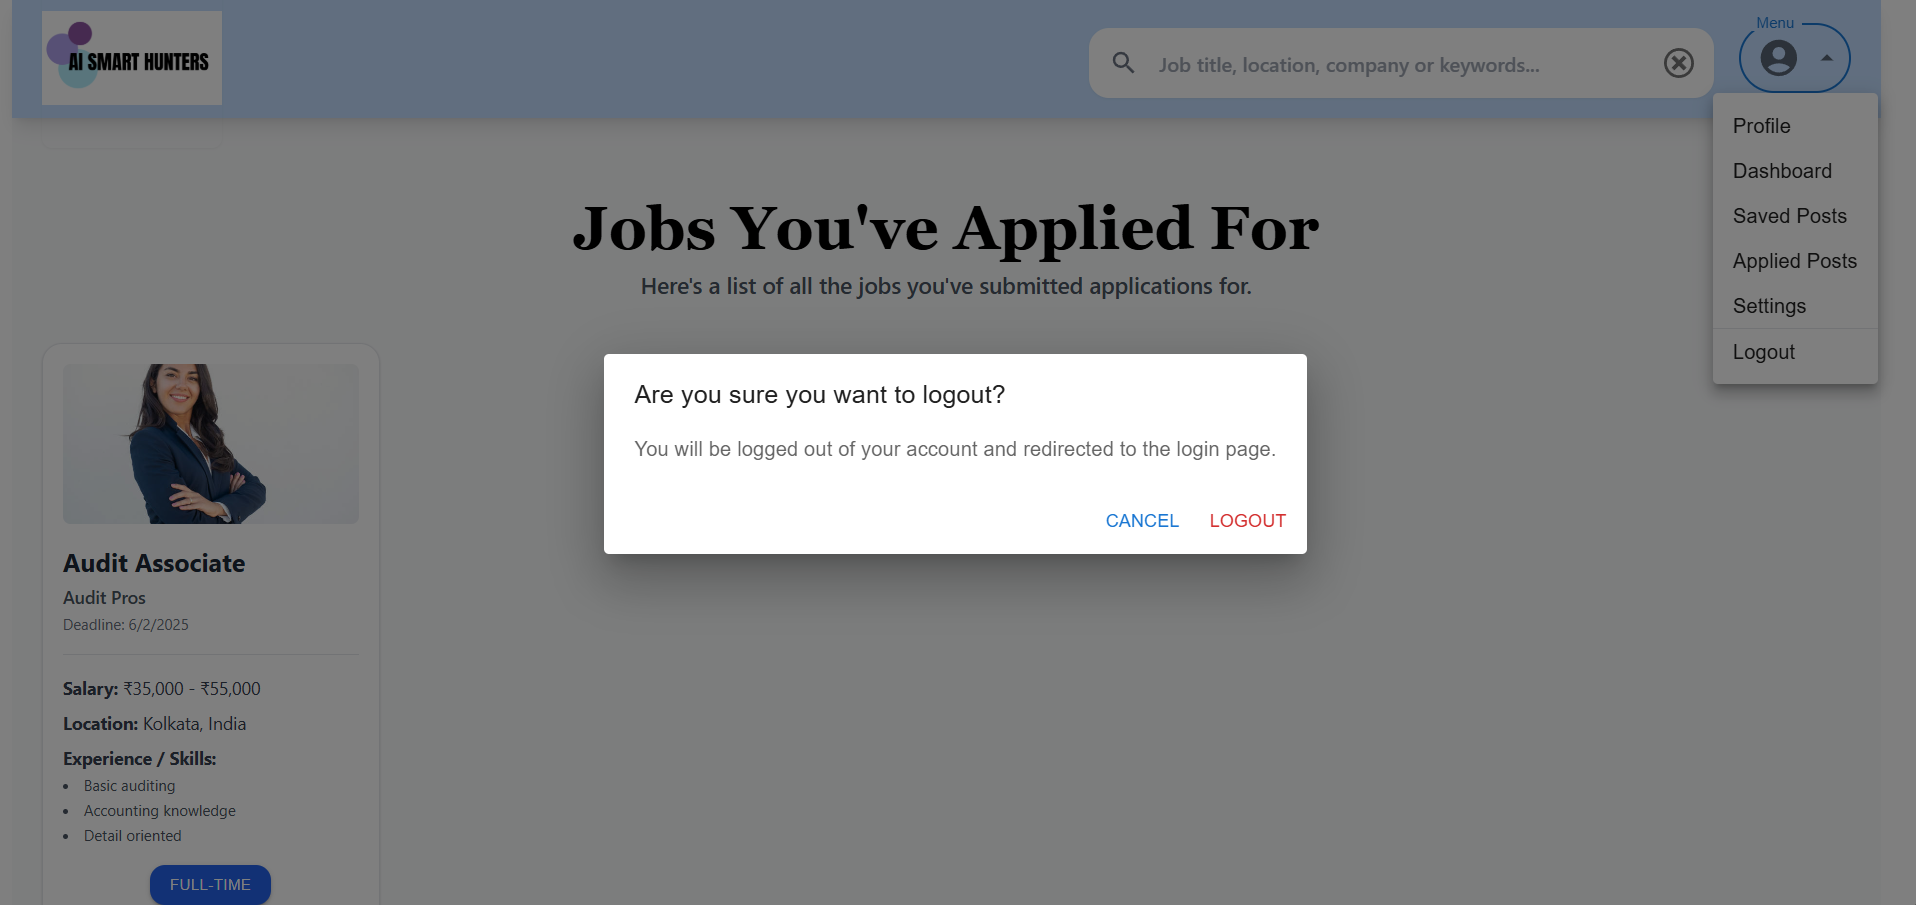 AI SMART HUNTERS
Job title, location, company or keywords...
Menu
Profile
Dashboard
Saved Posts
Applied Posts
Settings
Logout
Jobs You've Applied For
Here's a list of all the jobs you've submitted applications for.
Are you sure you want to logout?
You will be logged out of your account and redirected to the login page.
CANCEL LOGOUT
Audit Associate
Audit Pros
Deadline: 6/2/2025
Salary: ₹35,000 - ₹55,000
Location: Kolkata, India
Experience / Skills:
• Basic auditing
• Accounting knowledge
• Detail oriented
FULL-TIME